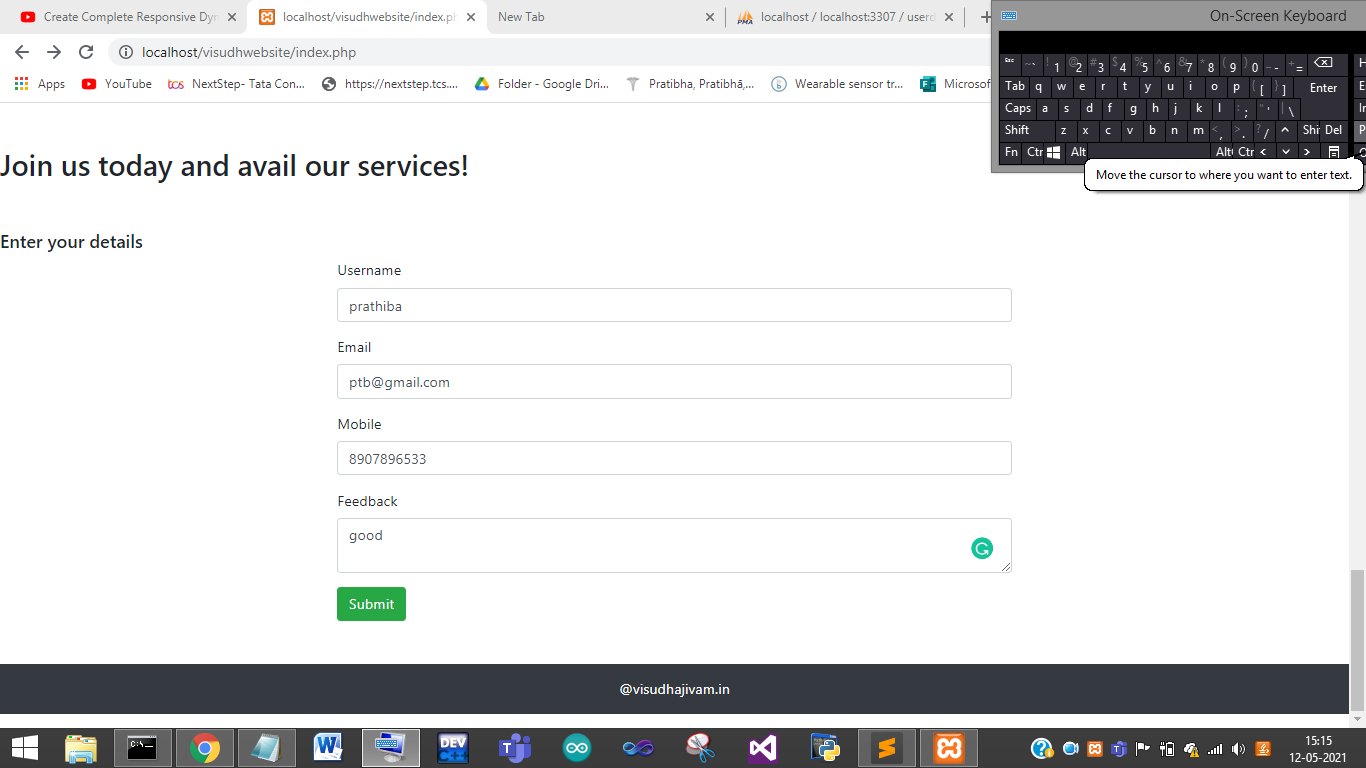 Create Complete Responsive Dyn
localhost/visudhwebsite/index.ph
New Tab
localhost / localhost:3307 / userd
On-Screen Keyboard
localhost/visudhwebsite/index.php
Apps
YouTube
tcs NextStep- Tata Con...
https://nextstep.tcs....
Folder - Google Dri...
Pratibha, Pratibhā,...
Wearable sensor tr...
Microsof
Esc ~ ` ! 1 @ 2 # 3 $ 4 % 5 ^ 6 & 7 * 8 ( 9 ) 0 _ - + =
Tab q w e r t y u i o p { [ } ] Enter
Caps a s d f g h j k l : ; " ' | \
Shift z x c v b n m < , > . ? / ^ Shi Del
Fn Ctr Alt Alt Ctr < >
Move the cursor to where you want to enter text.
Join us today and avail our services!
Enter your details
Username
prathiba
Email
ptb@gmail.com
Mobile
8907896533
Feedback
good
Submit
@visudhajivam.in
C:\_
DEV
C++
15:15
12-05-2021